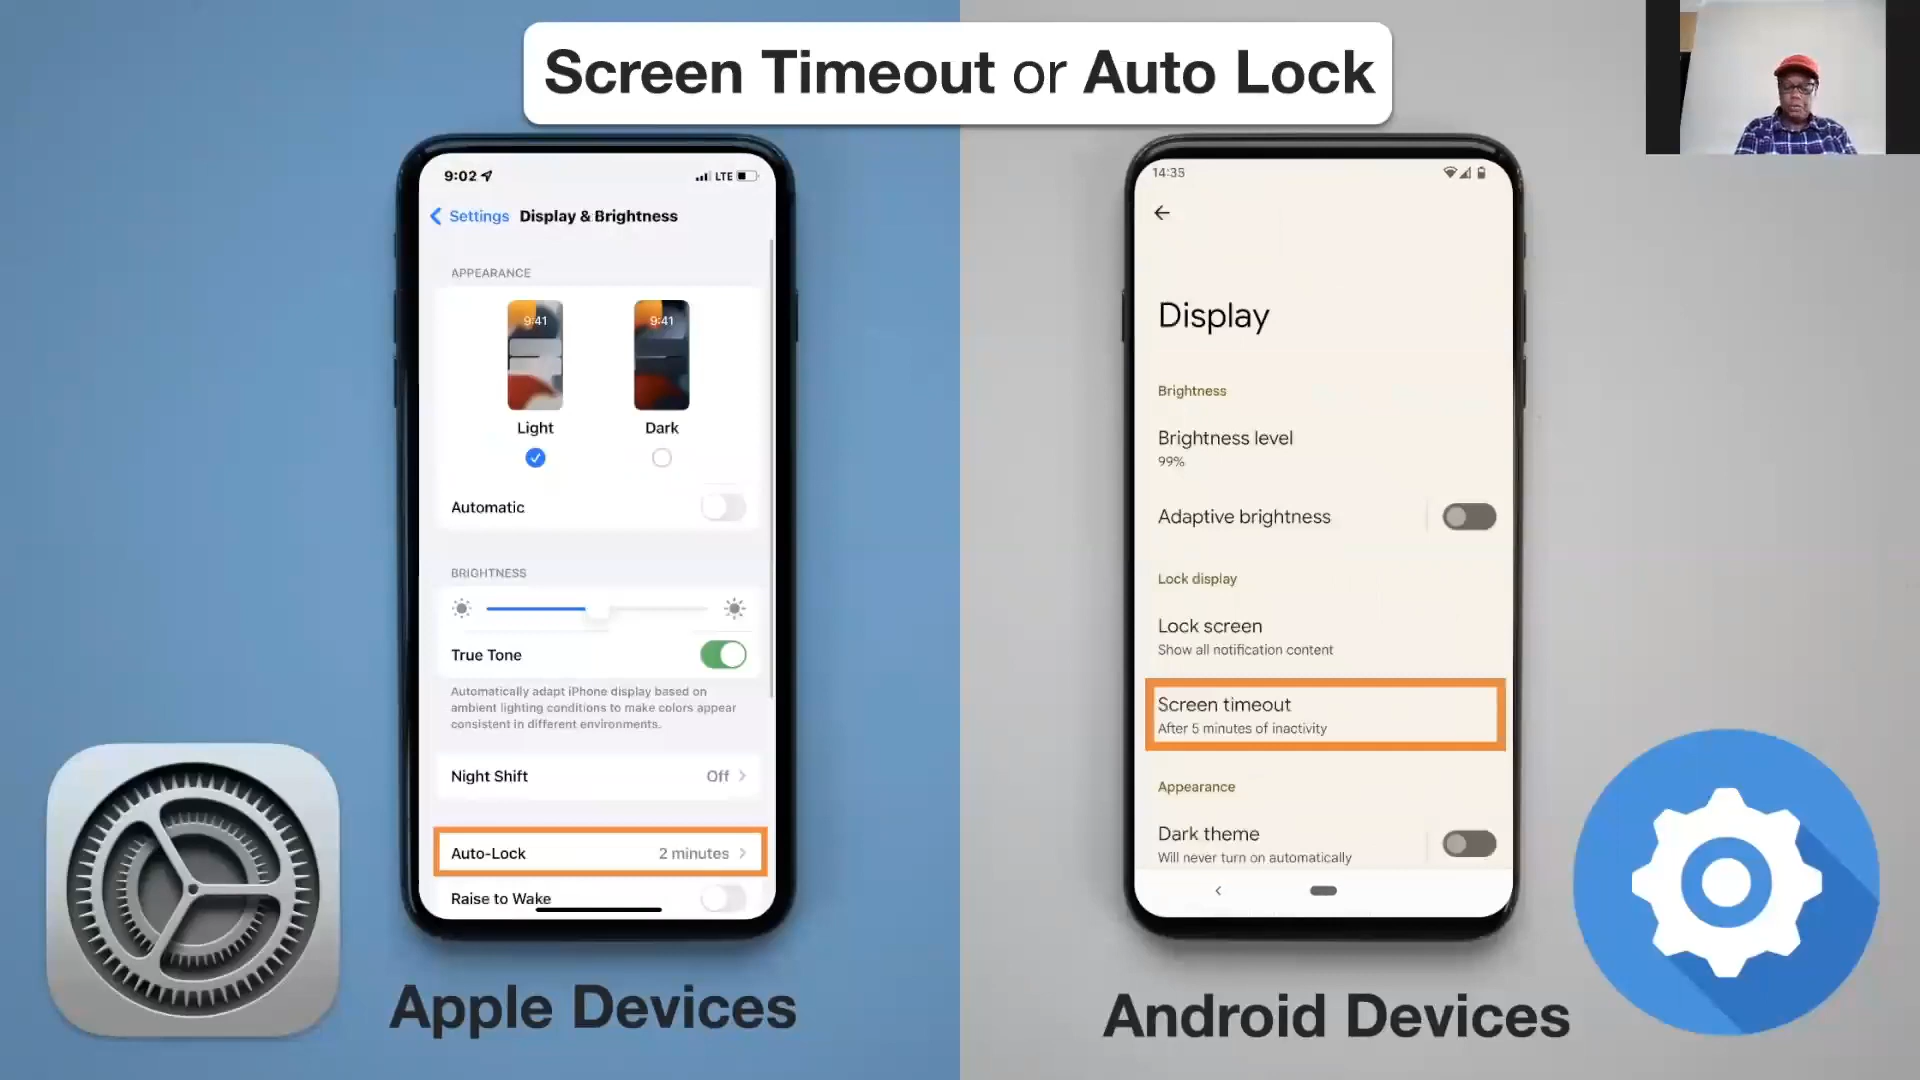 Screen Timeout or Auto Lock
9:02
LTE
Settings Display & Brightness
APPEARANCE
9:41 9:41
Light Dark
Automatic
BRIGHTNESS
True Tone
Automatically adapt iPhone display based on
ambient lighting conditions to make colors appear
consistent in different environments.
Night Shift Off
Auto-Lock 2 minutes
Raise to Wake
Apple Devices
14:35
Display
Brightness
Brightness level
99%
Adaptive brightness
Lock display
Lock screen
Show all notification content
Screen timeout
After 5 minutes of inactivity
Appearance
Dark theme
Will never turn on automatically
Android Devices